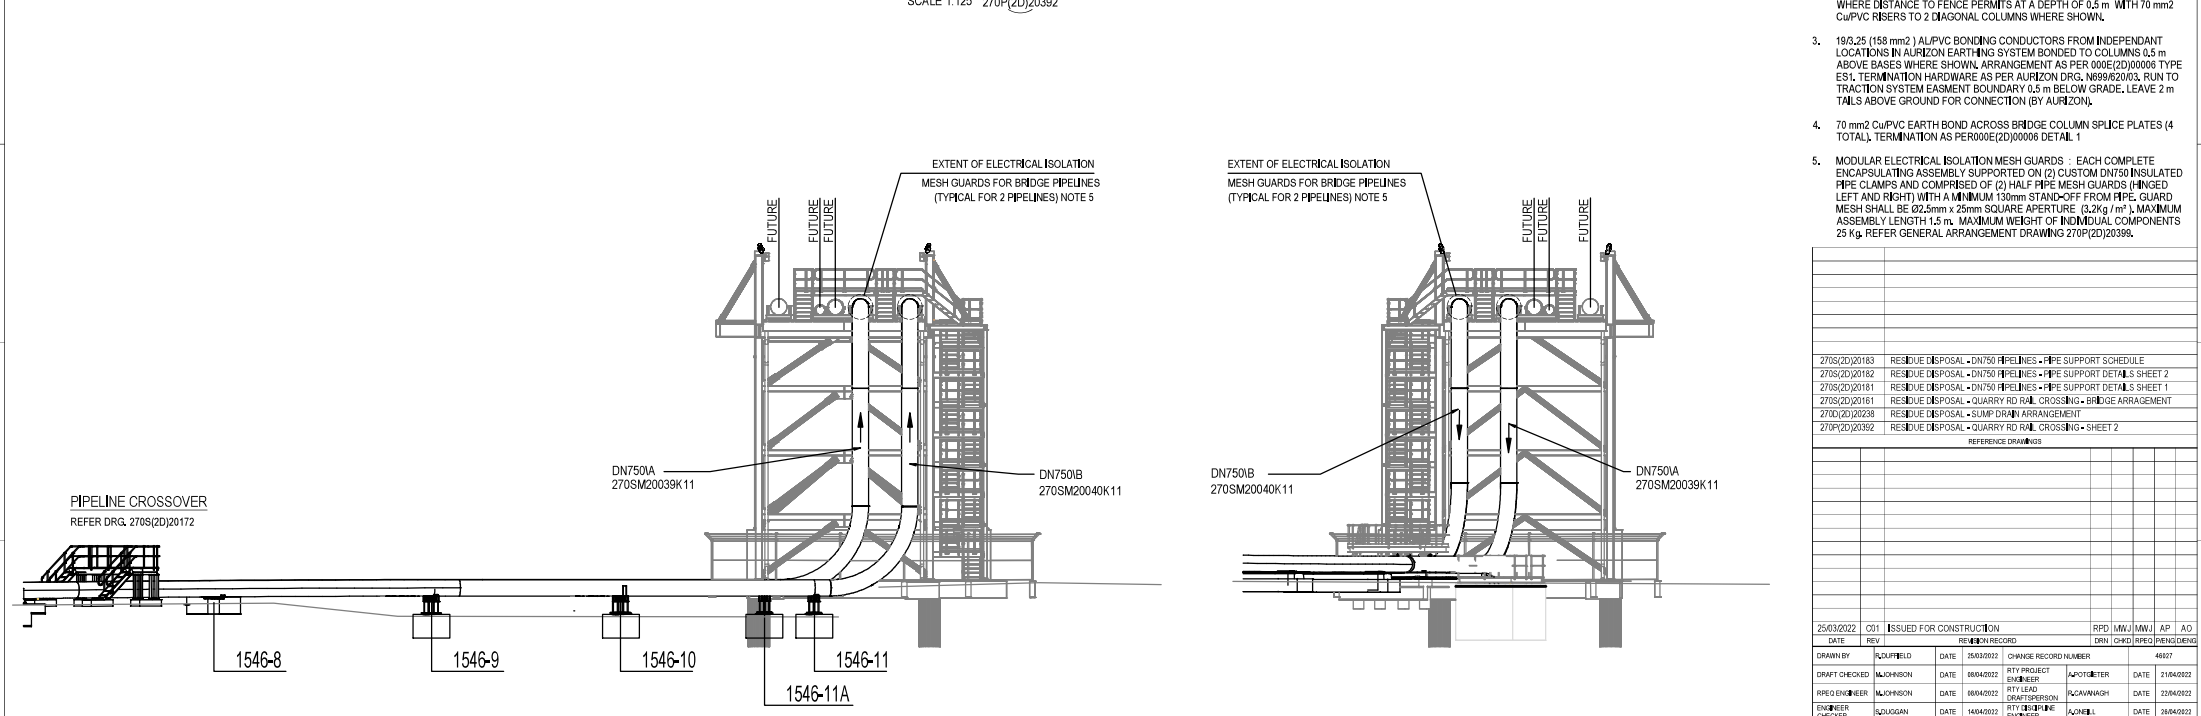 SCALE 1:125 270P(2D)20392
WHERE DISTANCE TO FENCE PERMITS AT A DEPTH OF 0.5 m WITH 70 mm2
Cu/PVC RISERS TO 2 DIAGONAL COLUMNS WHERE SHOWN.
3. 19/3.25 (158 mm2 ) AL/PVC BONDING CONDUCTORS FROM INDEPENDANT
LOCATIONS IN AURIZON EARTHING SYSTEM BONDED TO COLUMNS 0.5 m
ABOVE BASES WHERE SHOWN. ARRANGEMENT AS PER 000E(2D)00006 TYPE
ES1. TERMINATION HARDWARE AS PER AURIZON DRG. N699/620/03. RUN TO
TRACTION SYSTEM EASMENT BOUNDARY 0.5 m BELOW GRADE. LEAVE 2 m
TAILS ABOVE GROUND FOR CONNECTION (BY AURIZON).
4. 70 mm2 Cu/PVC EARTH BOND ACROSS BRIDGE COLUMN SPLICE PLATES (4
TOTAL). TERMINATION AS PER000E(2D)00006 DETAIL 1
5. MODULAR ELECTRICAL ISOLATION MESH GUARDS : EACH COMPLETE
ENCAPSULATING ASSEMBLY SUPPORTED ON (2) CUSTOM DN750 INSULATED
PIPE CLAMPS AND COMPRISED OF (2) HALF PIPE MESH GUARDS (HINGED
LEFT AND RIGHT) WITH A MINIMUM 130mm STAND-OFF FROM PIPE. GUARD
MESH SHALL BE Ø2.5mm x 25mm SQUARE APERTURE (3.2Kg / m² ). MAXIMUM
ASSEMBLY LENGTH 1.5 m. MAXIMUM WEIGHT OF INDIVIDUAL COMPONENTS
25 Kg. REFER GENERAL ARRANGEMENT DRAWING 270P(2D)20399.
EXTENT OF ELECTRICAL ISOLATION
MESH GUARDS FOR BRIDGE PIPELINES
(TYPICAL FOR 2 PIPELINES) NOTE 5
FUTURE
FUTURE
FUTURE
DN750\A
270SM20039K11
DN750\B
270SM20040K11
EXTENT OF ELECTRICAL ISOLATION
MESH GUARDS FOR BRIDGE PIPELINES
(TYPICAL FOR 2 PIPELINES) NOTE 5
FUTURE
FUTURE
FUTURE
DN750\B
270SM20040K11
DN750\A
270SM20039K11
PIPELINE CROSSOVER
REFER DRG. 270S(2D)20172
1546-8
1546-9
1546-10
1546-11A
1546-11
270S(2D)20183 RESIDUE DISPOSAL - DN750 PIPELINES - PIPE SUPPORT SCHEDULE
270S(2D)20182 RESIDUE DISPOSAL - DN750 PIPELINES - PIPE SUPPORT DETAILS SHEET 2
270S(2D)20181 RESIDUE DISPOSAL - DN750 PIPELINES - PIPE SUPPORT DETAILS SHEET 1
270S(2D)20161 RESIDUE DISPOSAL - QUARRY RD RAIL CROSSING - BRIDGE ARRAGEMENT
270D(2D)20238 RESIDUE DISPOSAL - SUMP DRAIN ARRANGEMENT
270P(2D)20392 RESIDUE DISPOSAL - QUARRY RD RAIL CROSSING - SHEET 2
REFERENCE DRAWINGS
25/03/2022 C01 ISSUED FOR CONSTRUCTION RPD MWJ MWJ AP AO
DATE REV REVISION RECORD DRN CHKD RPEQ P/ENG D/ENG
DRAWN BY R.DUFFIELD DATE 25/03/2022 CHANGE RECORD NUMBER 46027
DRAFT CHECKED M.JOHNSON DATE 08/04/2022 RTY PROJECT ENGINEER A.POTGIETER DATE 21/04/2022
RPEQ ENGINEER M.JOHNSON DATE 08/04/2022 RTY LEAD DRAFTSPERSON R.CAVANAGH DATE 22/04/2022
ENGINEER CHECKED S.DUGGAN DATE 14/04/2022 RTY DISCIPLINE ENGINEER A.ONEILL DATE 26/04/2022